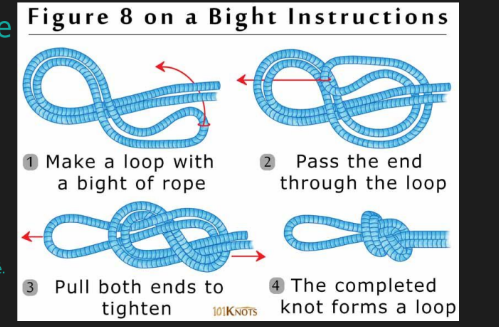 e
Figure 8 on a Bight Instructions
1 Make a loop with
a bight of rope
2 Pass the end
through the loop
e.
3 Pull both ends to
tighten
101KNOTS
4 The completed
knot forms a loop